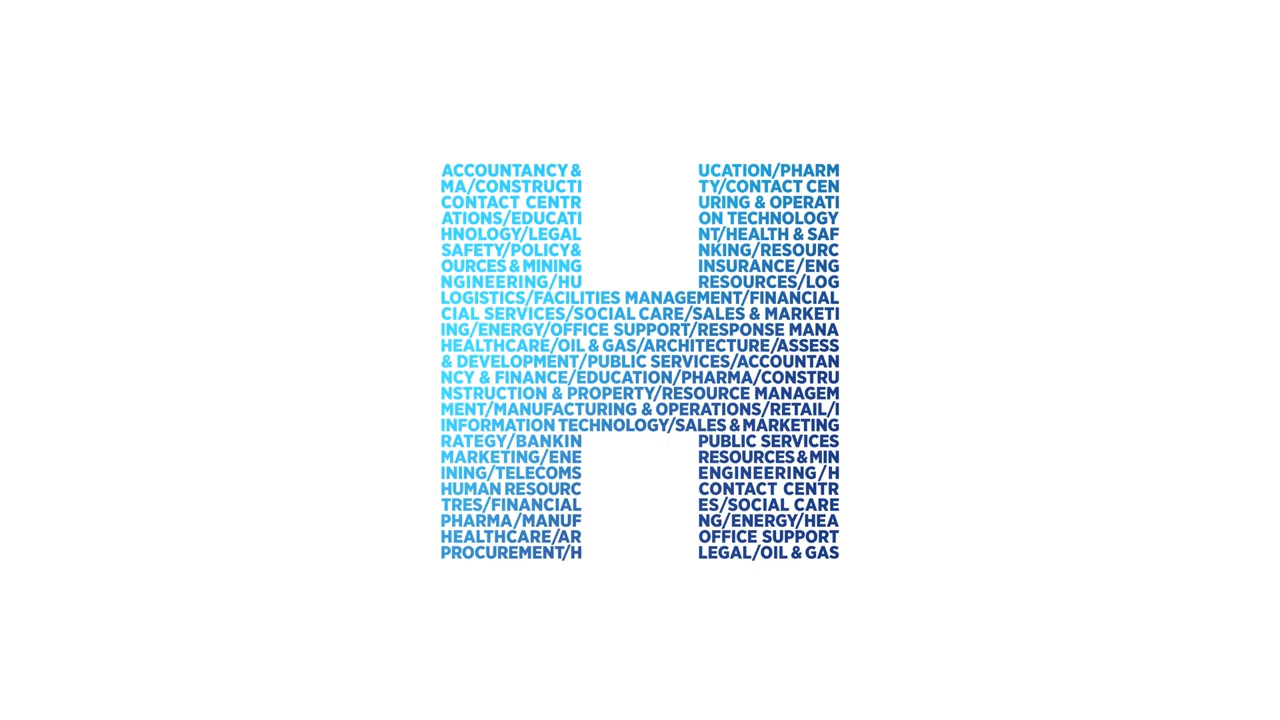 ACCOUNTANCY & UCATION/PHARM
MA/CONSTRUCTI TY/CONTACT CEN
CONTACT CENTR URING & OPERATI
ATIONS/EDUCATI ON TECHNOLOGY
HNOLOGY/LEGAL NT/HEALTH & SAF
SAFETY/POLICY& NKING/RESOURC
OURCES & MINING INSURANCE/ENG
NGINEERING/HU RESOURCES/LOG
LOGISTICS/FACILITIES MANAGEMENT/FINANCIAL
CIAL SERVICES/SOCIAL CARE/SALES & MARKETI
ING/ENERGY/OFFICE SUPPORT/RESPONSE MANA
HEALTHCARE/OIL & GAS/ARCHITECTURE/ASSESS
& DEVELOPMENT/PUBLIC SERVICES/ACCOUNTAN
NCY & FINANCE/EDUCATION/PHARMA/CONSTRU
NSTRUCTION & PROPERTY/RESOURCE MANAGEM
MENT/MANUFACTURING & OPERATIONS/RETAIL/I
INFORMATION TECHNOLOGY/SALES & MARKETING
RATEGY/BANKIN PUBLIC SERVICES
MARKETING/ENE RESOURCES & MIN
INING/TELECOMS ENGINEERING/H
HUMAN RESOURC CONTACT CENTR
TRES/FINANCIAL ES/SOCIAL CARE
PHARMA/MANUF NG/ENERGY/HEA
HEALTHCARE/AR OFFICE SUPPORT
PROCUREMENT/H LEGAL/OIL & GAS